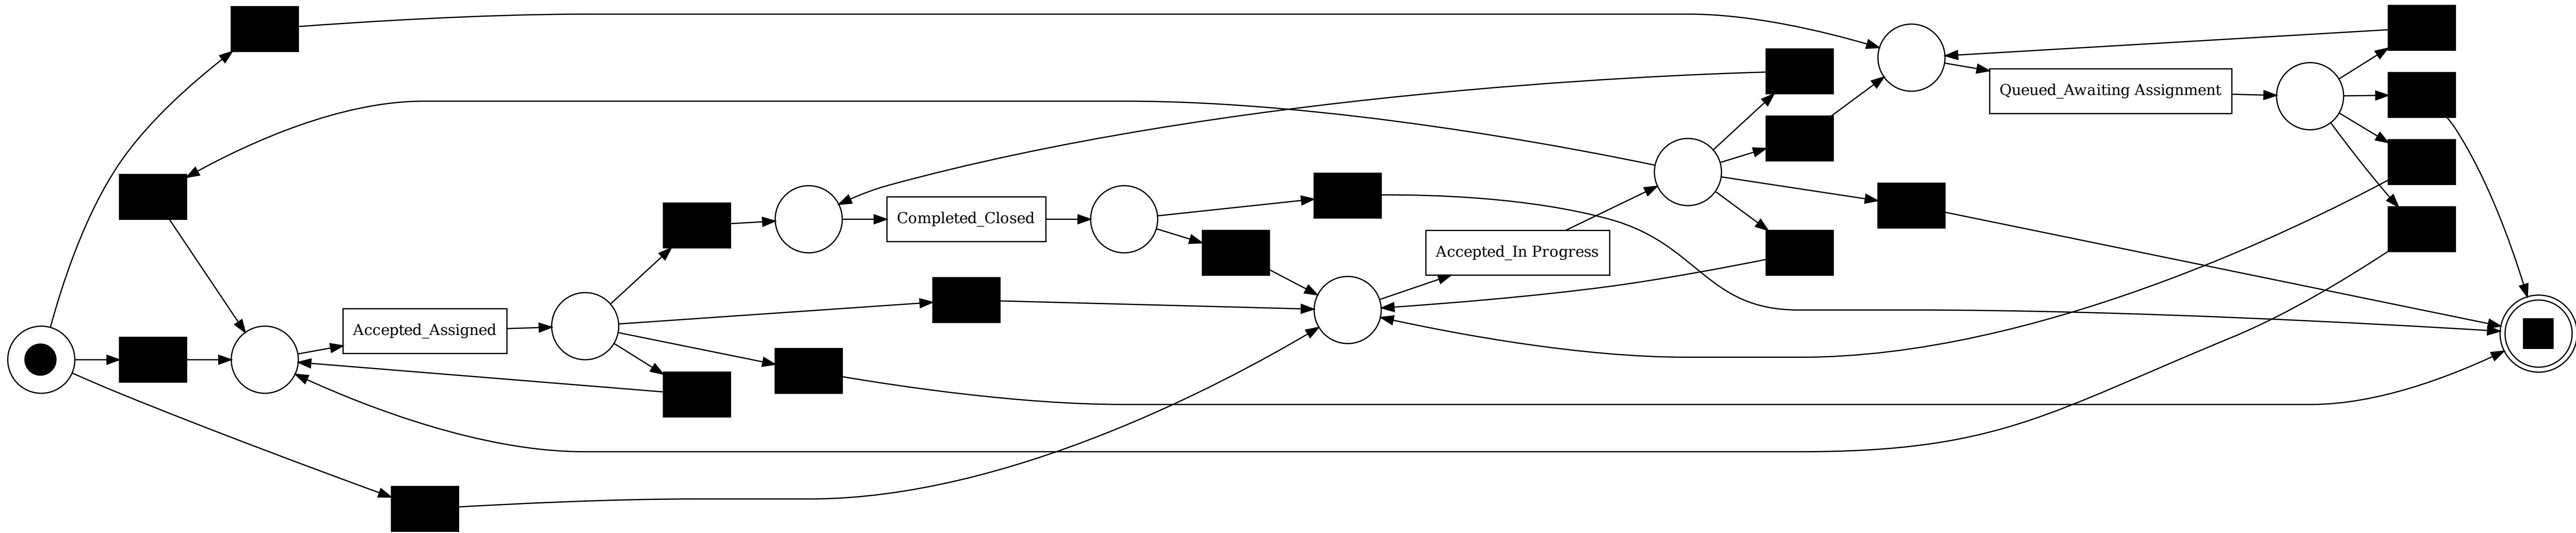 Queued_Awaiting Assignment
Completed_Closed
Accepted_In Progress
Accepted_Assigned